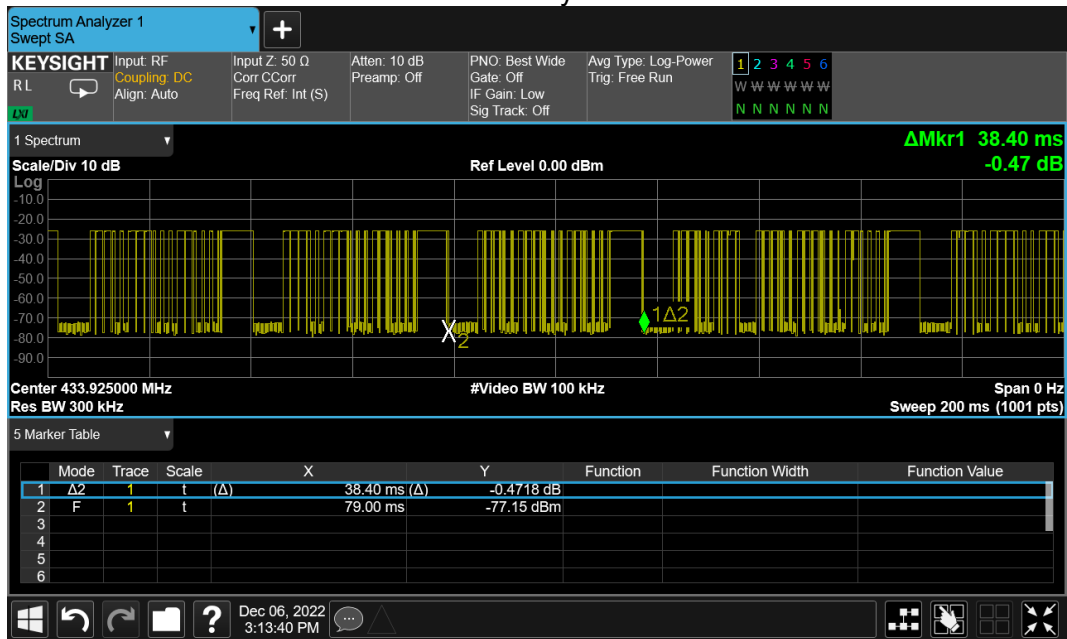 y
Spectrum Analyzer 1
Swept SA
+
KEYSIGHT
RL
LXI
Input: RF
Coupling: DC
Align: Auto
Input Z: 50 Ω
Corr CCorr
Freq Ref: Int (S)
Atten: 10 dB
Preamp: Off
PNO: Best Wide
Gate: Off
IF Gain: Low
Sig Track: Off
Avg Type: Log-Power
Trig: Free Run
1 2 3 4 5 6
W W W W W W
N N N N N N
1 Spectrum
ΔMkr1 38.40 ms
Scale/Div 10 dB Ref Level 0.00 dBm -0.47 dB
Log
-10.0
-20.0
-30.0
-40.0
-50.0
-60.0
-70.0
-80.0
-90.0
1Δ2
X2
Center 433.925000 MHz #Video BW 100 kHz Span 0 Hz
Res BW 300 kHz Sweep 200 ms (1001 pts)
5 Marker Table
Mode Trace Scale X Y Function Function Width Function Value
1 Δ2 1 t (Δ) 38.40 ms (Δ) -0.4718 dB
2 F 1 t 79.00 ms -77.15 dBm
3
4
5
6
?
Dec 06, 2022
3:13:40 PM